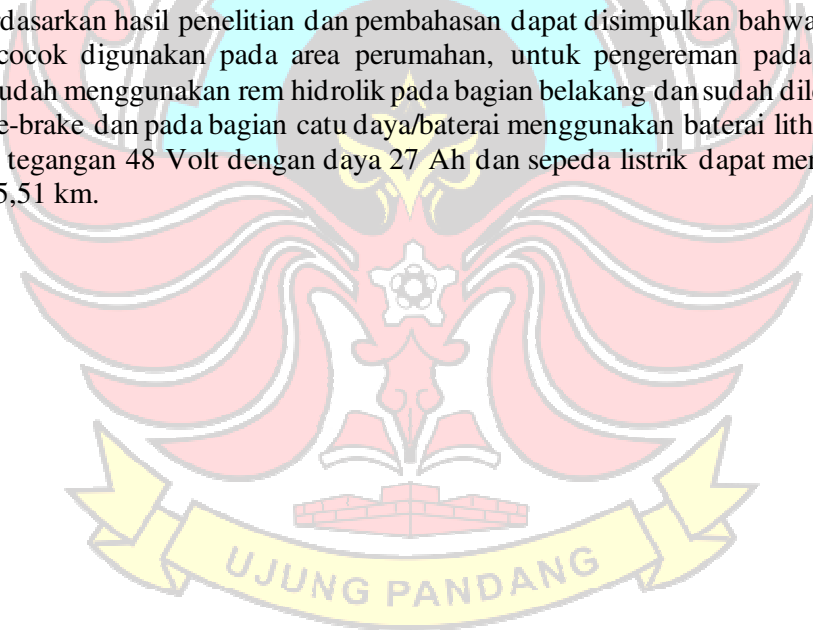 dasarkan hasil penelitian dan pembahasan dapat disimpulkan bahwa
cocok digunakan pada area perumahan, untuk pengereman pada
udah menggunakan rem hidrolik pada bagian belakang dan sudah dile
e-brake dan pada bagian catu daya/baterai menggunakan baterai lith
tegangan 48 Volt dengan daya 27 Ah dan sepeda listrik dapat men
5,51 km.
UJUNG PANDANG